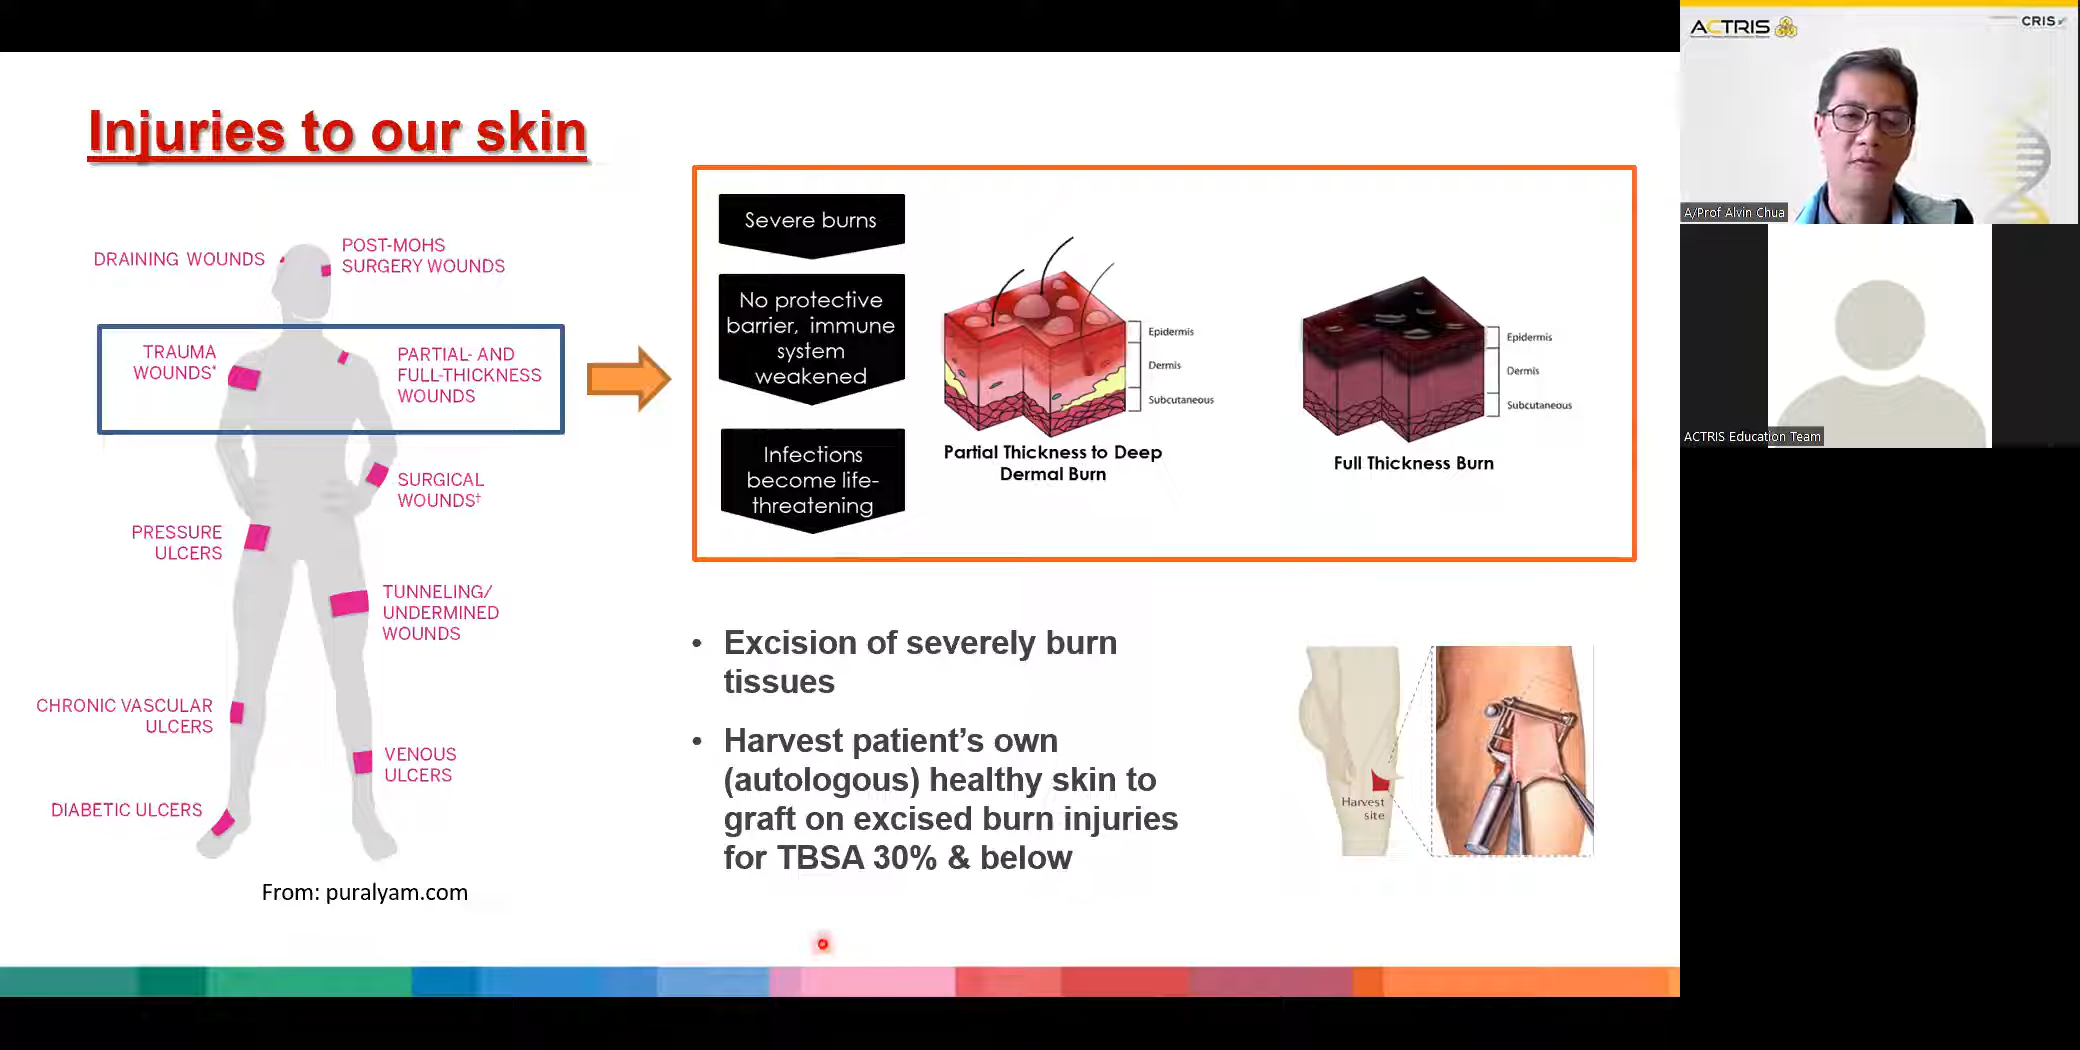 Injuries to our skin
DRAINING WOUNDS
POST-MOHS
SURGERY WOUNDS
TRAUMA
WOUNDS*
PARTIAL- AND
FULL-THICKNESS
WOUNDS
SURGICAL
WOUNDS†
PRESSURE
ULCERS
TUNNELING/
UNDERMINED
WOUNDS
CHRONIC VASCULAR
ULCERS
VENOUS
ULCERS
DIABETIC ULCERS
From: puralyam.com
Severe burns
No protective
barrier, immune
system
weakened
Infections
become life-
threatening
Epidermis
Dermis
Subcutaneous
Partial Thickness to Deep
Dermal Burn
Epidermis
Dermis
Subcutaneous
Full Thickness Burn
• Excision of severely burn
tissues
• Harvest patient’s own
(autologous) healthy skin to
graft on excised burn injuries
for TBSA 30% & below
Harvest
site
ACTRIS
CRIS
A/Prof Alvin Chua
ACTRIS Education Team